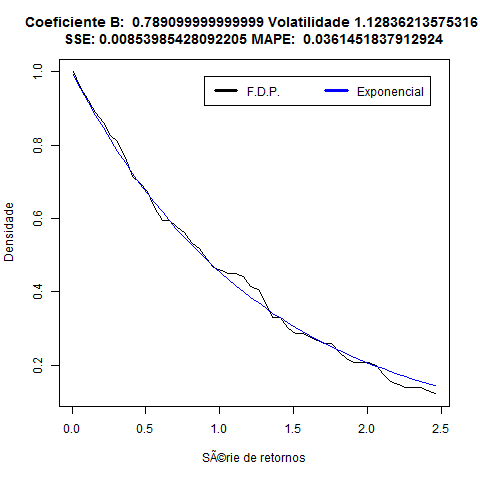 Coeficiente B:  0.789099999999999 Volatilidade 1.12836213575316
SSE: 0.00853985428092205 MAPE:  0.0361451837912924
F.D.P.
Exponencial
Densidade
1.0
0.8
0.6
0.4
0.2
0.0
0.5
1.0
1.5
2.0
2.5
SÃ©rie de retornos